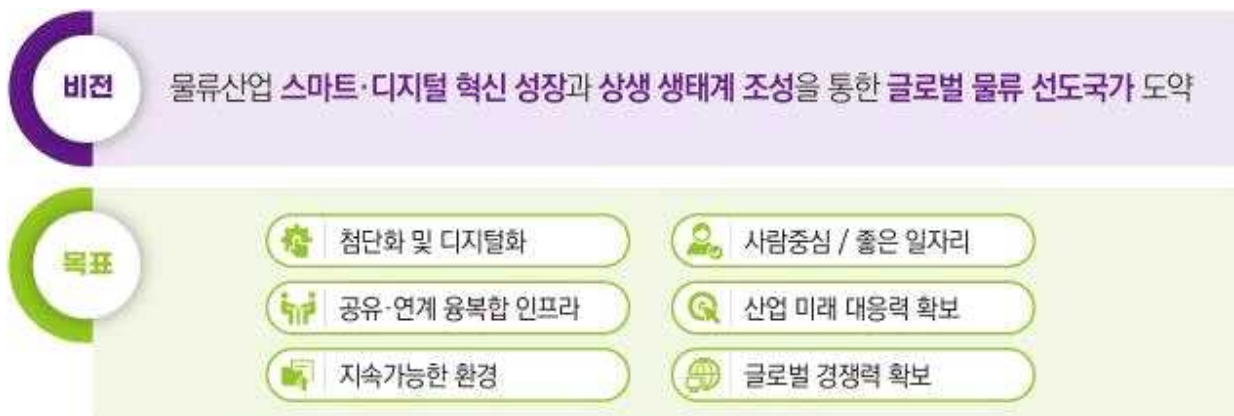 비전
물류산업 스마트·디지털 혁신 성장과 상생 생태계 조성을 통한 글로벌 물류 선도국가 도약
목표
첨단화 및 디지털화
사람중심 / 좋은 일자리
공유·연계 융복합 인프라
산업 미래 대응력 확보
지속가능한 환경
글로벌 경쟁력 확보